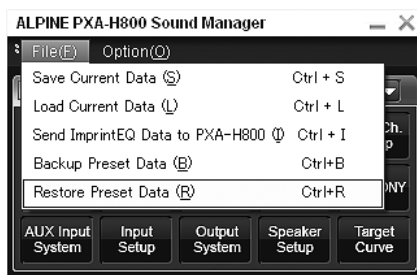 ALPINE PXA-H800 Sound Manager
File(F) Option(O)
Save Current Data (S) Ctrl + S
Load Current Data (L) Ctrl + L
Send ImprintEQ Data to PXA-H800 (I) Ctrl + I
Backup Preset Data (B) Ctrl+B
Restore Preset Data (R) Ctrl+R
AUX Input System
Input Setup
Output System
Speaker Setup
Target Curve